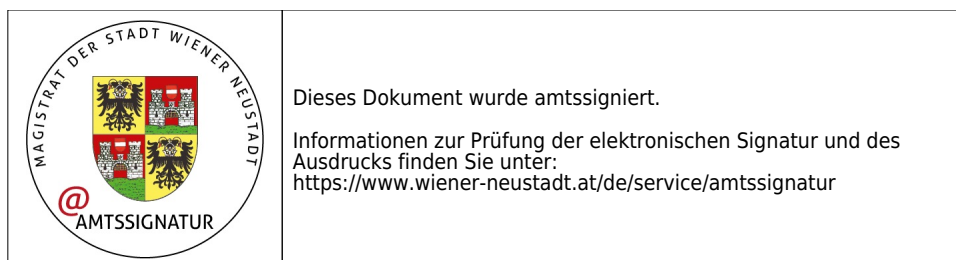 MAGISTRAT DER STADT WIENER NEUSTADT
@
AMTSSIGNATUR
Dieses Dokument wurde amtssigniert.
Informationen zur Prüfung der elektronischen Signatur und des
Ausdrucks finden Sie unter:
https://www.wiener-neustadt.at/de/service/amtssignatur